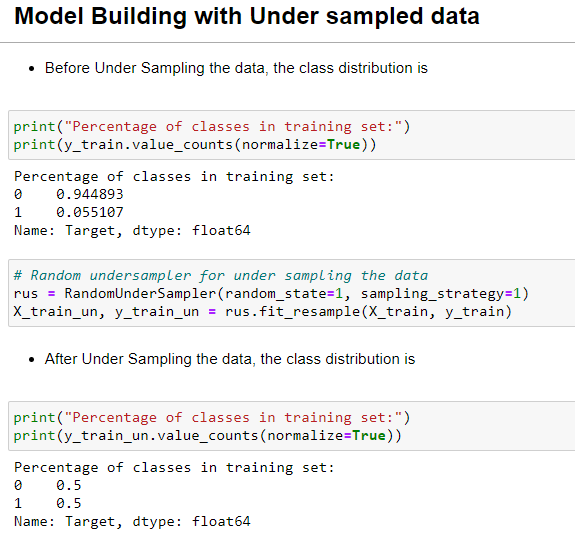 Model Building with Under sampled data
• Before Under Sampling the data, the class distribution is
print("Percentage of classes in training set:")
print(y_train.value_counts(normalize=True))
Percentage of classes in training set:
0    0.944893
1    0.055107
Name: Target, dtype: float64
# Random undersampler for under sampling the data
rus = RandomUnderSampler(random_state=1, sampling_strategy=1)
X_train_un, y_train_un = rus.fit_resample(X_train, y_train)
• After Under Sampling the data, the class distribution is
print("Percentage of classes in training set:")
print(y_train_un.value_counts(normalize=True))
Percentage of classes in training set:
0    0.5
1    0.5
Name: Target, dtype: float64